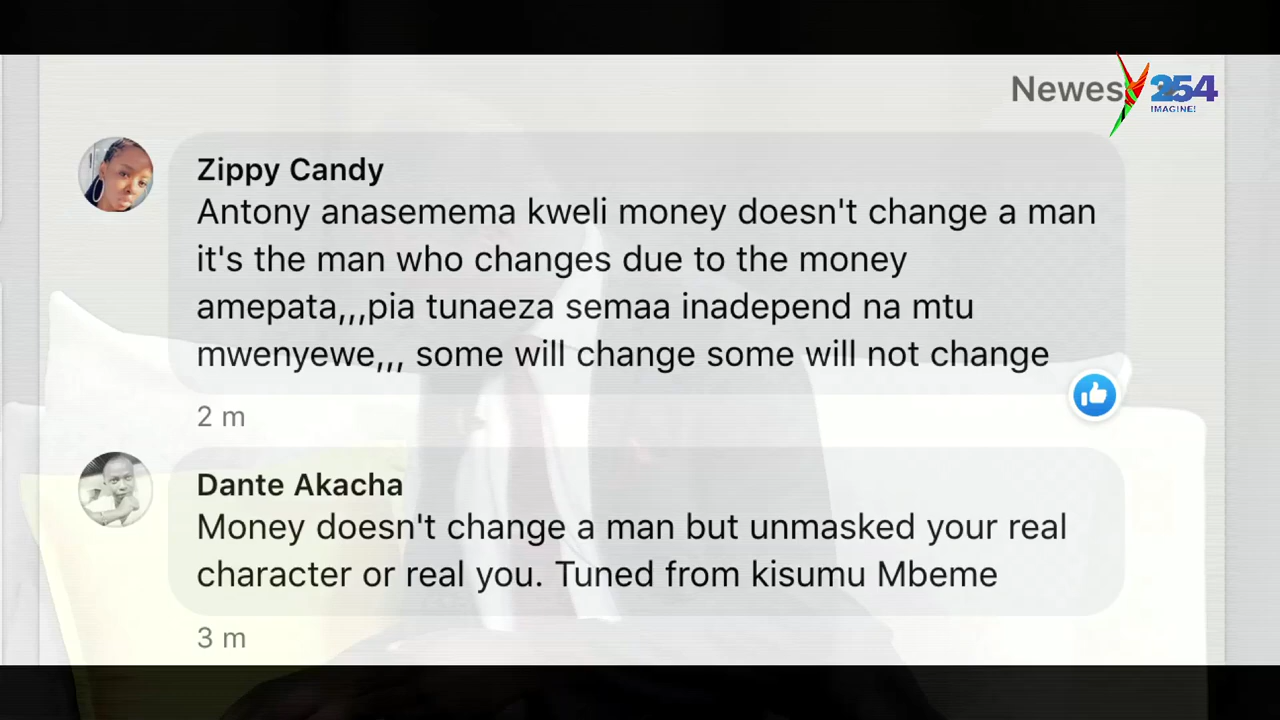 Newes
Y254
IMAGINE!
Zippy Candy
Antony anasemema kweli money doesn't change a man
it's the man who changes due to the money
amepata,,,pia tunaeza semaa inadepend na mtu
mwenyewe,,, some will change some will not change
2 m
Dante Akacha
Money doesn't change a man but unmasked your real
character or real you. Tuned from kisumu Mbeme
3 m